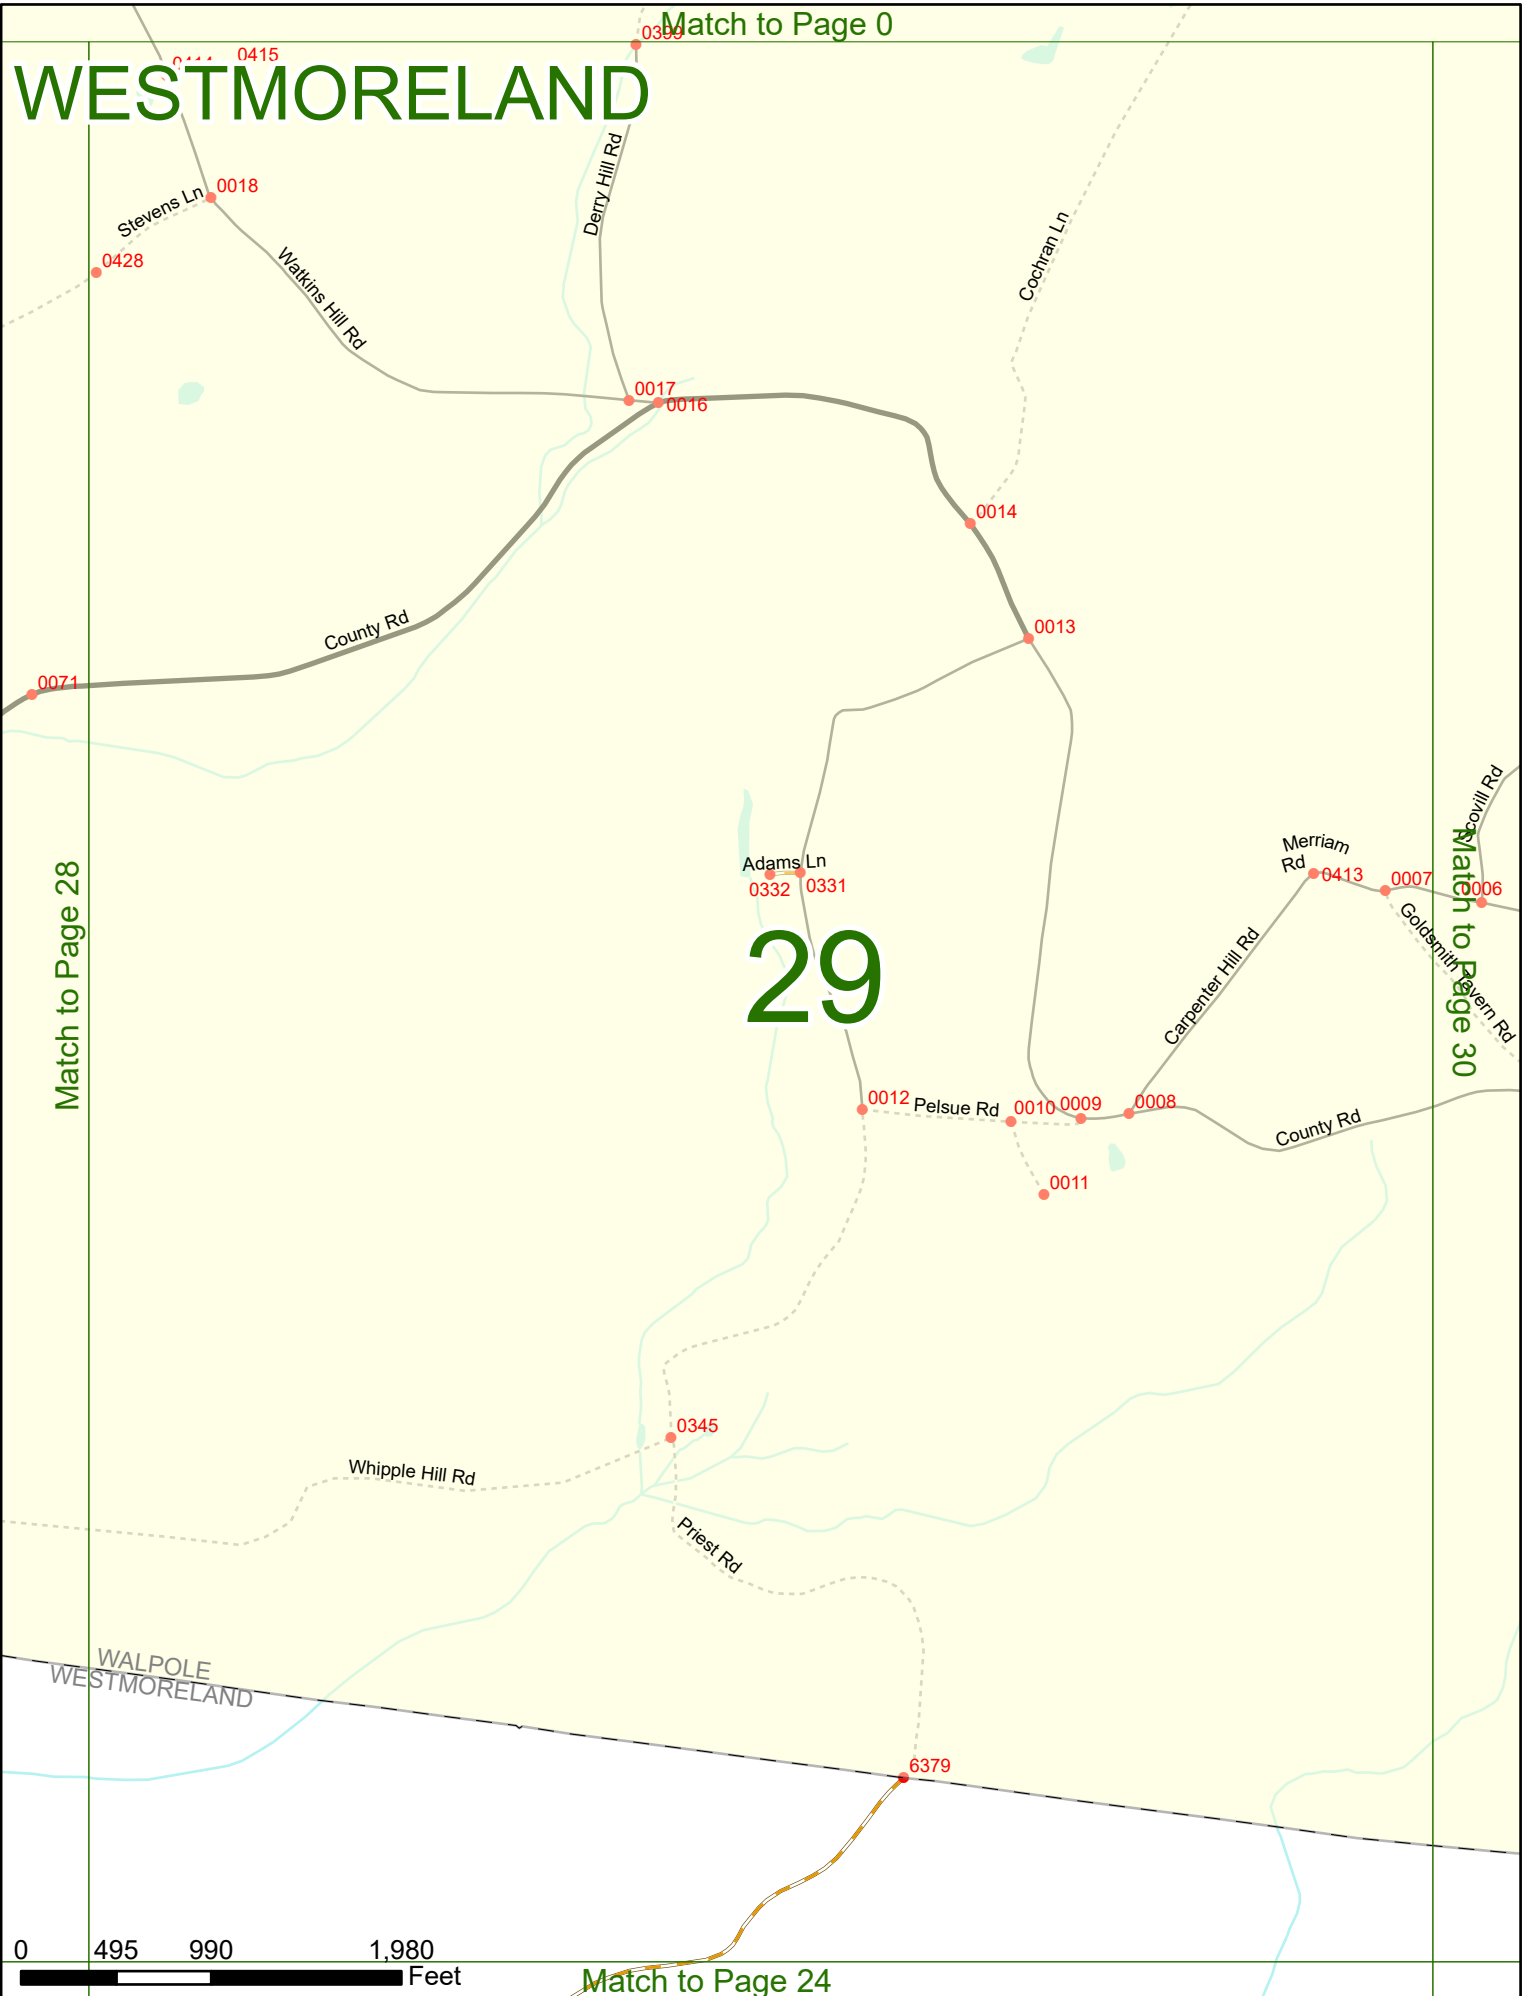 Match to Page 0
0399
0415
0414
WESTMORELAND
0018
Stevens Ln
0428
Watkins Hill Rd
Derry Hill Rd
Cochran Ln
0017
0016
0014
0013
County Rd
0071
Scovill Rd
Merriam
Rd
0413
0007
0006
Adams Ln
0332
0331
Match to Page 28
29
Match to Page 30
Goldsmith Tavern Rd
Carpenter Hill Rd
0012
Pelsue Rd
0010
0009
0008
County Rd
0011
0345
Whipple Hill Rd
Priest Rd
WALPOLE
WESTMORELAND
6379
0 495 990 1,980
Feet
Match to Page 24